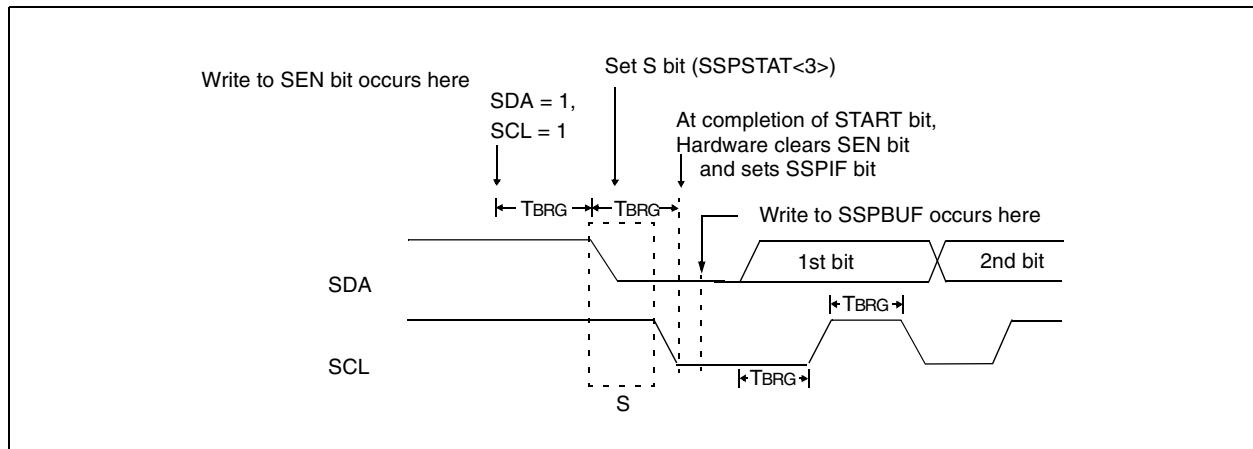 Write to SEN bit occurs here
Set S bit (SSPSTAT<3>)
SDA = 1,
SCL = 1
At completion of START bit,
Hardware clears SEN bit
and sets SSPIF bit
TBRG
TBRG
Write to SSPBUF occurs here
SDA
1st bit
2nd bit
TBRG
SCL
TBRG
S